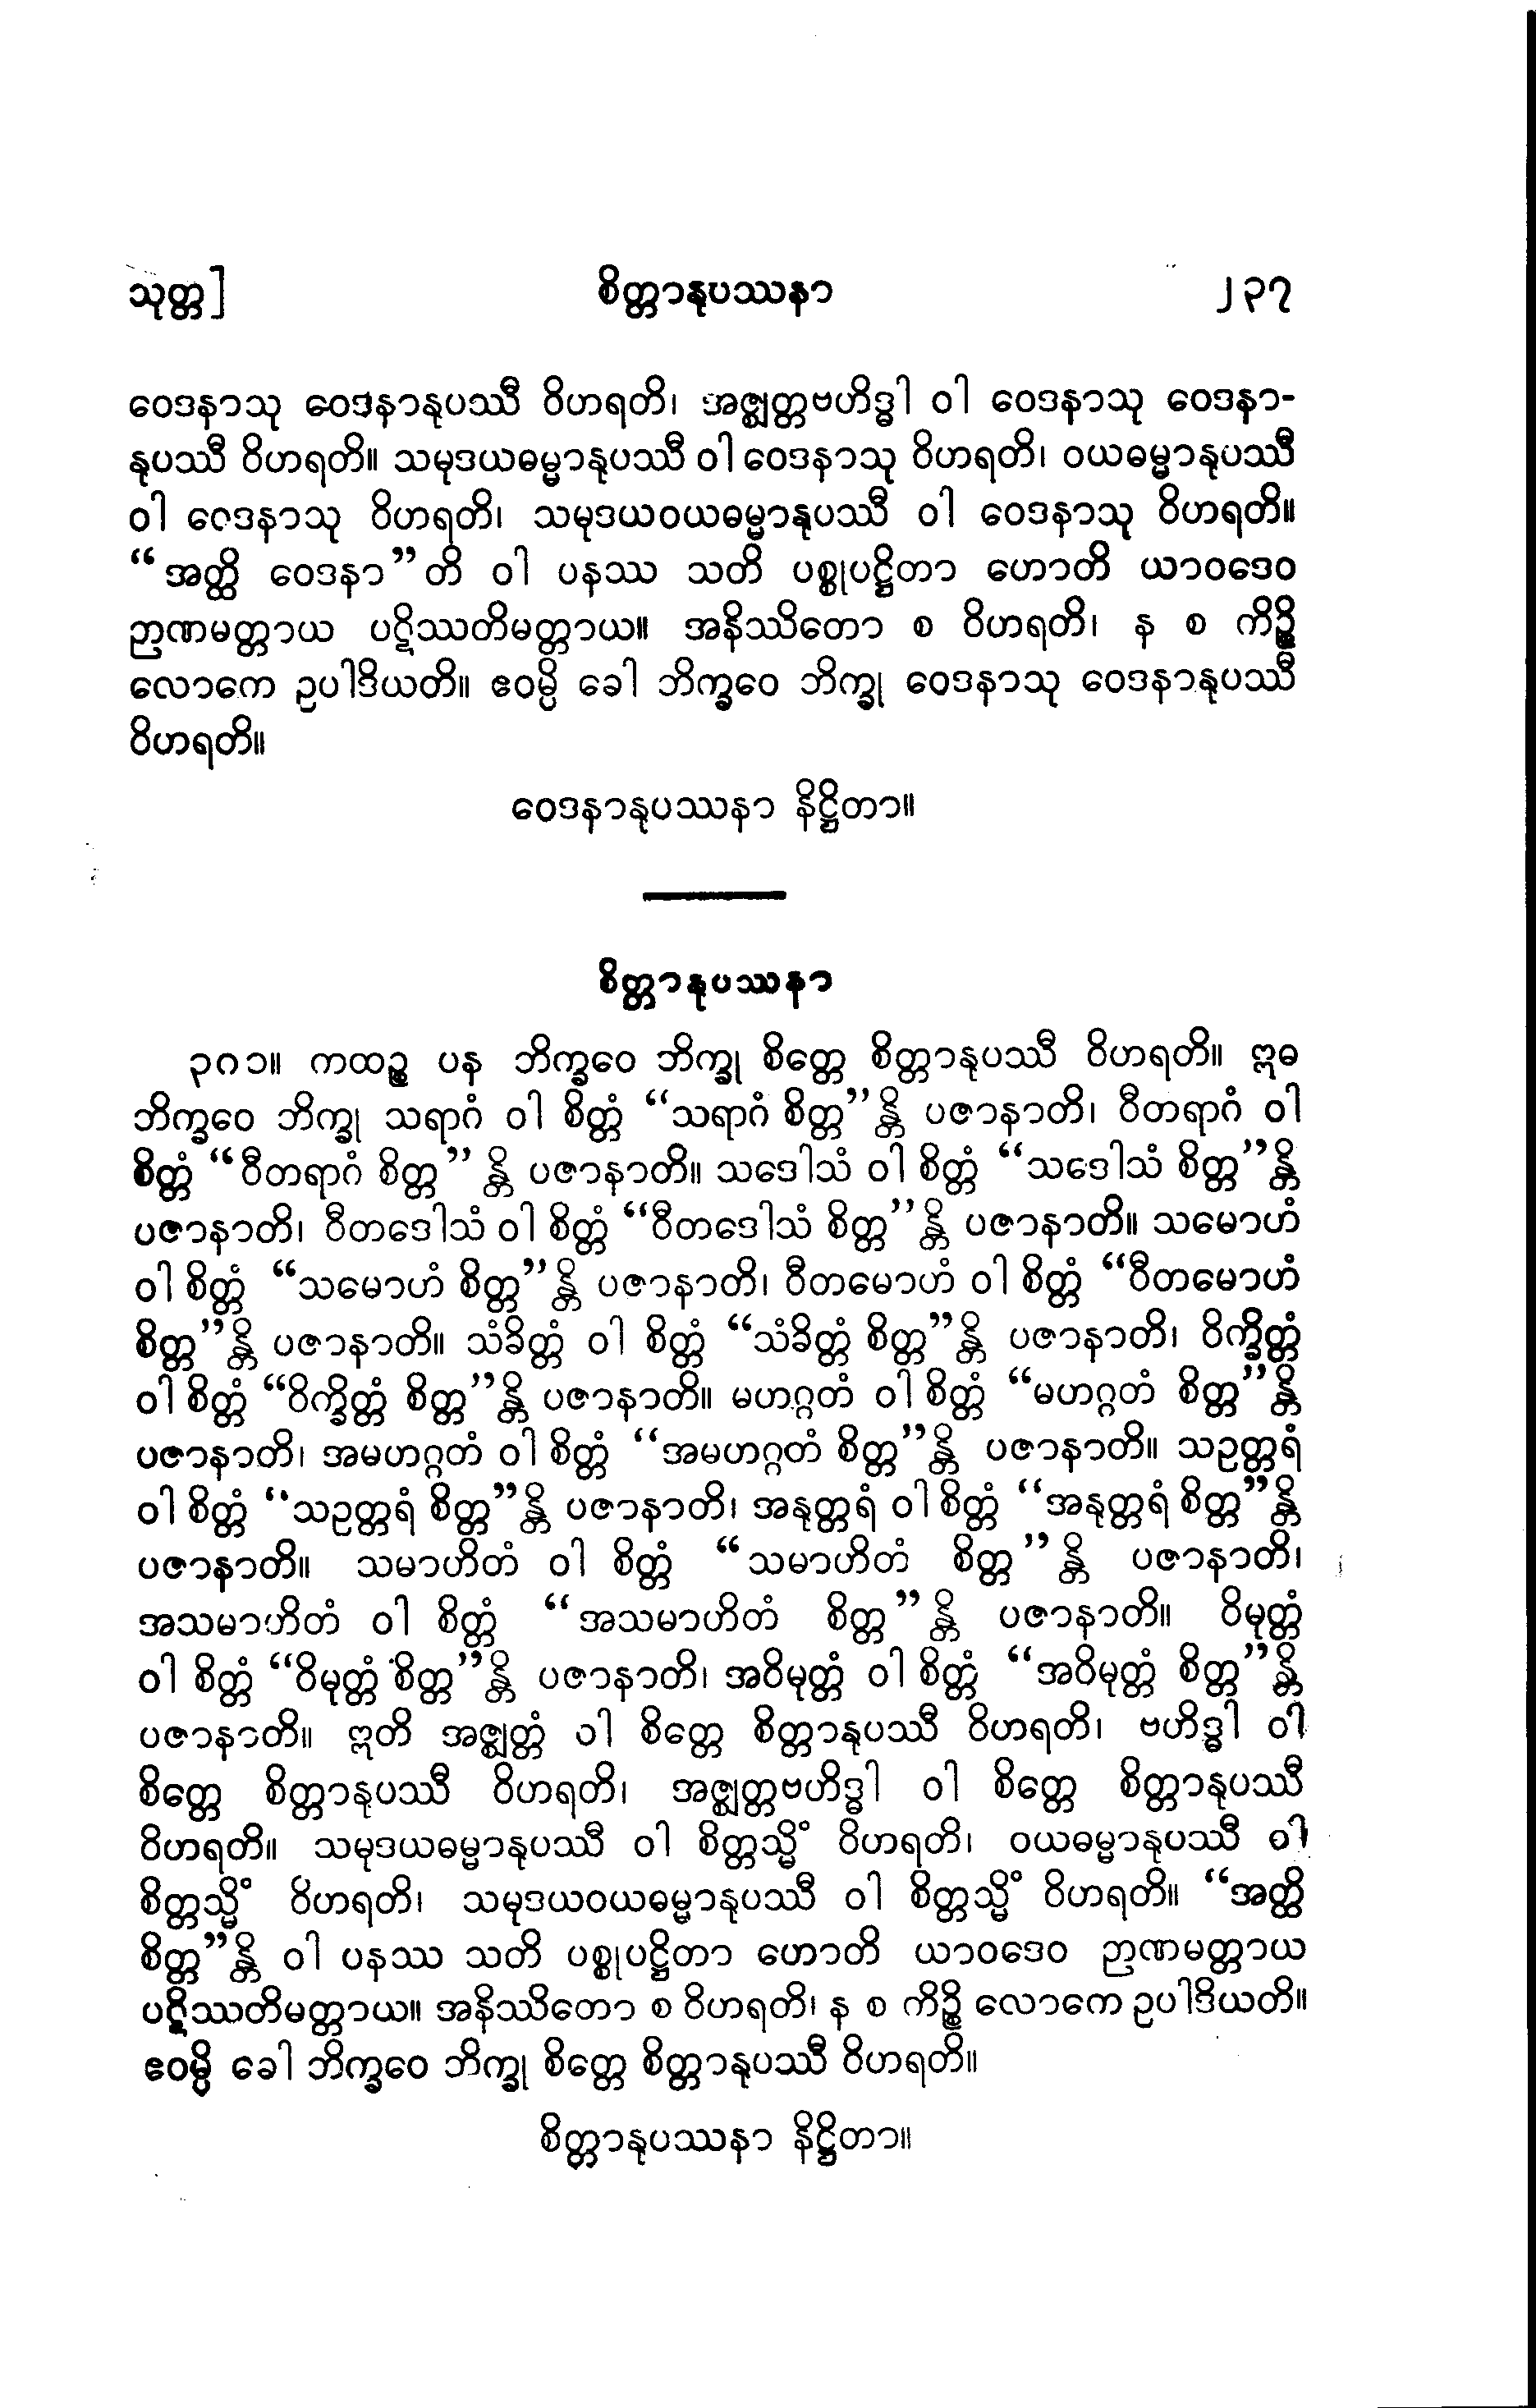 သုတ္တ] စိတ္တာနုပဿနာ ၂၃၇
ဝေဒနာသု ဝေဒနာနုပဿီ ဝိဟရတိ၊ အဇ္ဈတ္တဗဟိဒ္ဓါ ဝါ ဝေဒနာသု ဝေဒနာ-
နုပဿီ ဝိဟရတိ။ သမုဒယဓမ္မာနုပဿီ ဝါ ဝေဒနာသု ဝိဟရတိ၊ ဝယဓမ္မာနုပဿီ
ဝါ ဝေဒနာသု ဝိဟရတိ၊ သမုဒယဝယဓမ္မာနုပဿီ ဝါ ဝေဒနာသု ဝိဟရတိ။
“အတ္ထိ ဝေဒနာ”တိ ဝါ ပနဿ သတိ ပစ္စုပဋ္ဌိတာ ဟောတိ ယာဝဒေဝ
ဉာဏမတ္တာယ ပဋိဿတိမတ္တာယ။ အနိဿိတော စ ဝိဟရတိ၊ န စ ကိဉ္စိ
လောကေ ဥပါဒိယတိ။ ဧဝမ္ပိ ခေါ ဘိက္ခဝေ ဘိက္ခု ဝေဒနာသု ဝေဒနာနုပဿီ
ဝိဟရတိ။
ဝေဒနာနုပဿနာ နိဋ္ဌိတာ။
စိတ္တာနုပဿနာ
၃၈၁။ ကထဉ္စ ပန ဘိက္ခဝေ ဘိက္ခု စိတ္တေ စိတ္တာနုပဿီ ဝိဟရတိ။ ဣဓ
ဘိက္ခဝေ ဘိက္ခု သရာဂံ ဝါ စိတ္တံ “သရာဂံ စိတ္တ”န္တိ ပဇာနာတိ၊ ဝီတရာဂံ ဝါ
စိတ္တံ “ဝီတရာဂံ စိတ္တ”န္တိ ပဇာနာတိ။ သဒေါသံ ဝါ စိတ္တံ “သဒေါသံ စိတ္တ”န္တိ
ပဇာနာတိ၊ ဝီတဒေါသံ ဝါ စိတ္တံ “ဝီတဒေါသံ စိတ္တ”န္တိ ပဇာနာတိ။ သမောဟံ
ဝါ စိတ္တံ “သမောဟံ စိတ္တ”န္တိ ပဇာနာတိ၊ ဝီတမောဟံ ဝါ စိတ္တံ “ဝီတမောဟံ
စိတ္တ”န္တိ ပဇာနာတိ။ သံခိတ္တံ ဝါ စိတ္တံ “သံခိတ္တံ စိတ္တ”န္တိ ပဇာနာတိ၊ ဝိက္ခိတ္တံ
ဝါ စိတ္တံ “ဝိက္ခိတ္တံ စိတ္တ”န္တိ ပဇာနာတိ။ မဟဂ္ဂတံ ဝါ စိတ္တံ “မဟဂ္ဂတံ စိတ္တ”န္တိ
ပဇာနာတိ၊ အမဟဂ္ဂတံ ဝါ စိတ္တံ “အမဟဂ္ဂတံ စိတ္တ”န္တိ ပဇာနာတိ။ သဥတ္တရံ
ဝါ စိတ္တံ “သဥတ္တရံ စိတ္တ”န္တိ ပဇာနာတိ၊ အနုတ္တရံ ဝါ စိတ္တံ “အနုတ္တရံ စိတ္တ”န္တိ
ပဇာနာတိ။ သမာဟိတံ ဝါ စိတ္တံ “သမာဟိတံ စိတ္တ”န္တိ ပဇာနာတိ၊
အသမာဟိတံ ဝါ စိတ္တံ “အသမာဟိတံ စိတ္တ”န္တိ ပဇာနာတိ။ ဝိမုတ္တံ
ဝါ စိတ္တံ “ဝိမုတ္တံ စိတ္တ”န္တိ ပဇာနာတိ၊ အဝိမုတ္တံ ဝါ စိတ္တံ “အဝိမုတ္တံ စိတ္တ”န္တိ
ပဇာနာတိ။ ဣတိ အဇ္ဈတ္တံ ဝါ စိတ္တေ စိတ္တာနုပဿီ ဝိဟရတိ၊ ဗဟိဒ္ဓါ ဝါ
စိတ္တေ စိတ္တာနုပဿီ ဝိဟရတိ၊ အဇ္ဈတ္တဗဟိဒ္ဓါ ဝါ စိတ္တေ စိတ္တာနုပဿီ
ဝိဟရတိ။ သမုဒယဓမ္မာနုပဿီ ဝါ စိတ္တသ္မိံ ဝိဟရတိ၊ ဝယဓမ္မာနုပဿီ ဝါ
စိတ္တသ္မိံ ဝိဟရတိ၊ သမုဒယဝယဓမ္မာနုပဿီ ဝါ စိတ္တသ္မိံ ဝိဟရတိ။ “အတ္ထိ
စိတ္တ”န္တိ ဝါ ပနဿ သတိ ပစ္စုပဋ္ဌိတာ ဟောတိ ယာဝဒေဝ ဉာဏမတ္တာယ
ပဋိဿတိမတ္တာယ။ အနိဿိတော စ ဝိဟရတိ၊ န စ ကိဉ္စိ လောကေ ဥပါဒိယတိ။
ဧဝမ္ပိ ခေါ ဘိက္ခဝေ ဘိက္ခု စိတ္တေ စိတ္တာနုပဿီ ဝိဟရတိ။
စိတ္တာနုပဿနာ နိဋ္ဌိတာ။